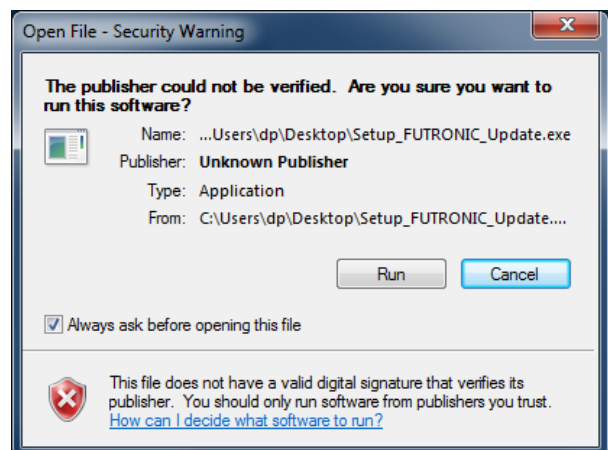 Open File - Security Warning
The publisher could not be verified.  Are you sure you want to
run this software?
Name: ...Users\dp\Desktop\Setup_FUTRONIC_Update.exe
Publisher: Unknown Publisher
Type: Application
From: C:\Users\dp\Desktop\Setup_FUTRONIC_Update....
Run Cancel
Always ask before opening this file
This file does not have a valid digital signature that verifies its
publisher.  You should only run software from publishers you trust.
How can I decide what software to run?